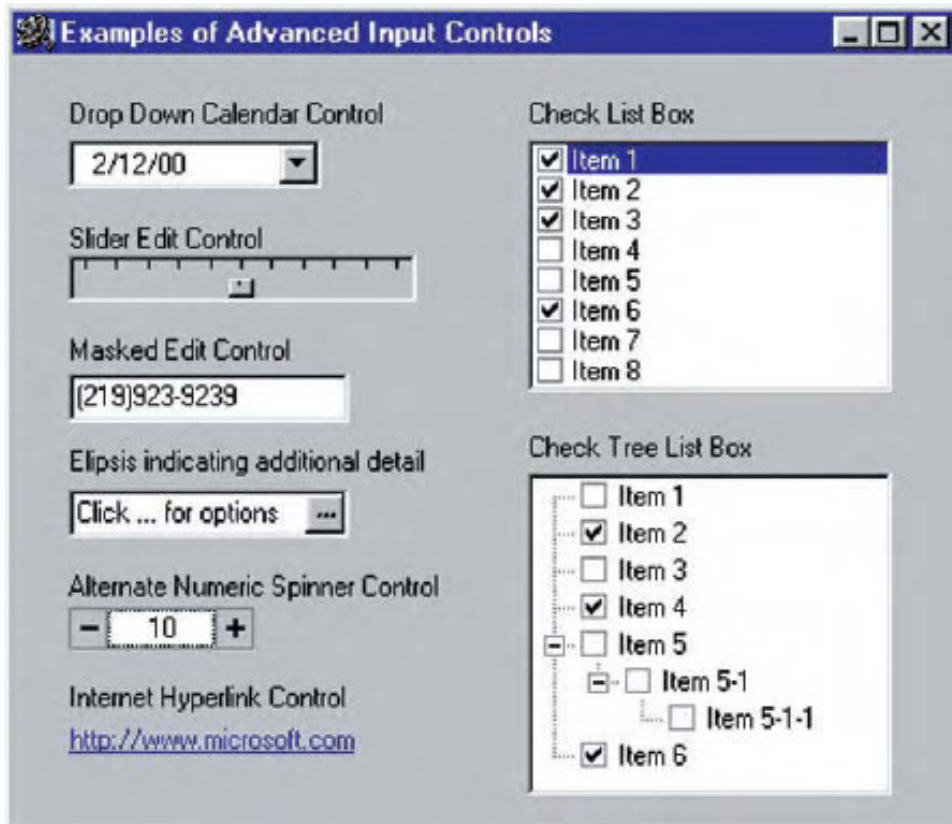 Examples of Advanced Input Controls
Drop Down Calendar Control
2/12/00
Slider Edit Control
Masked Edit Control
(219)923-9239
Elipsis indicating additional detail
Click ... for options
...
Alternate Numeric Spinner Control
- 10 +
Internet Hyperlink Control
http://www.microsoft.com
Check List Box
Item 1
Item 2
Item 3
Item 4
Item 5
Item 6
Item 7
Item 8
Check Tree List Box
Item 1
Item 2
Item 3
Item 4
Item 5
Item 5-1
Item 5-1-1
Item 6